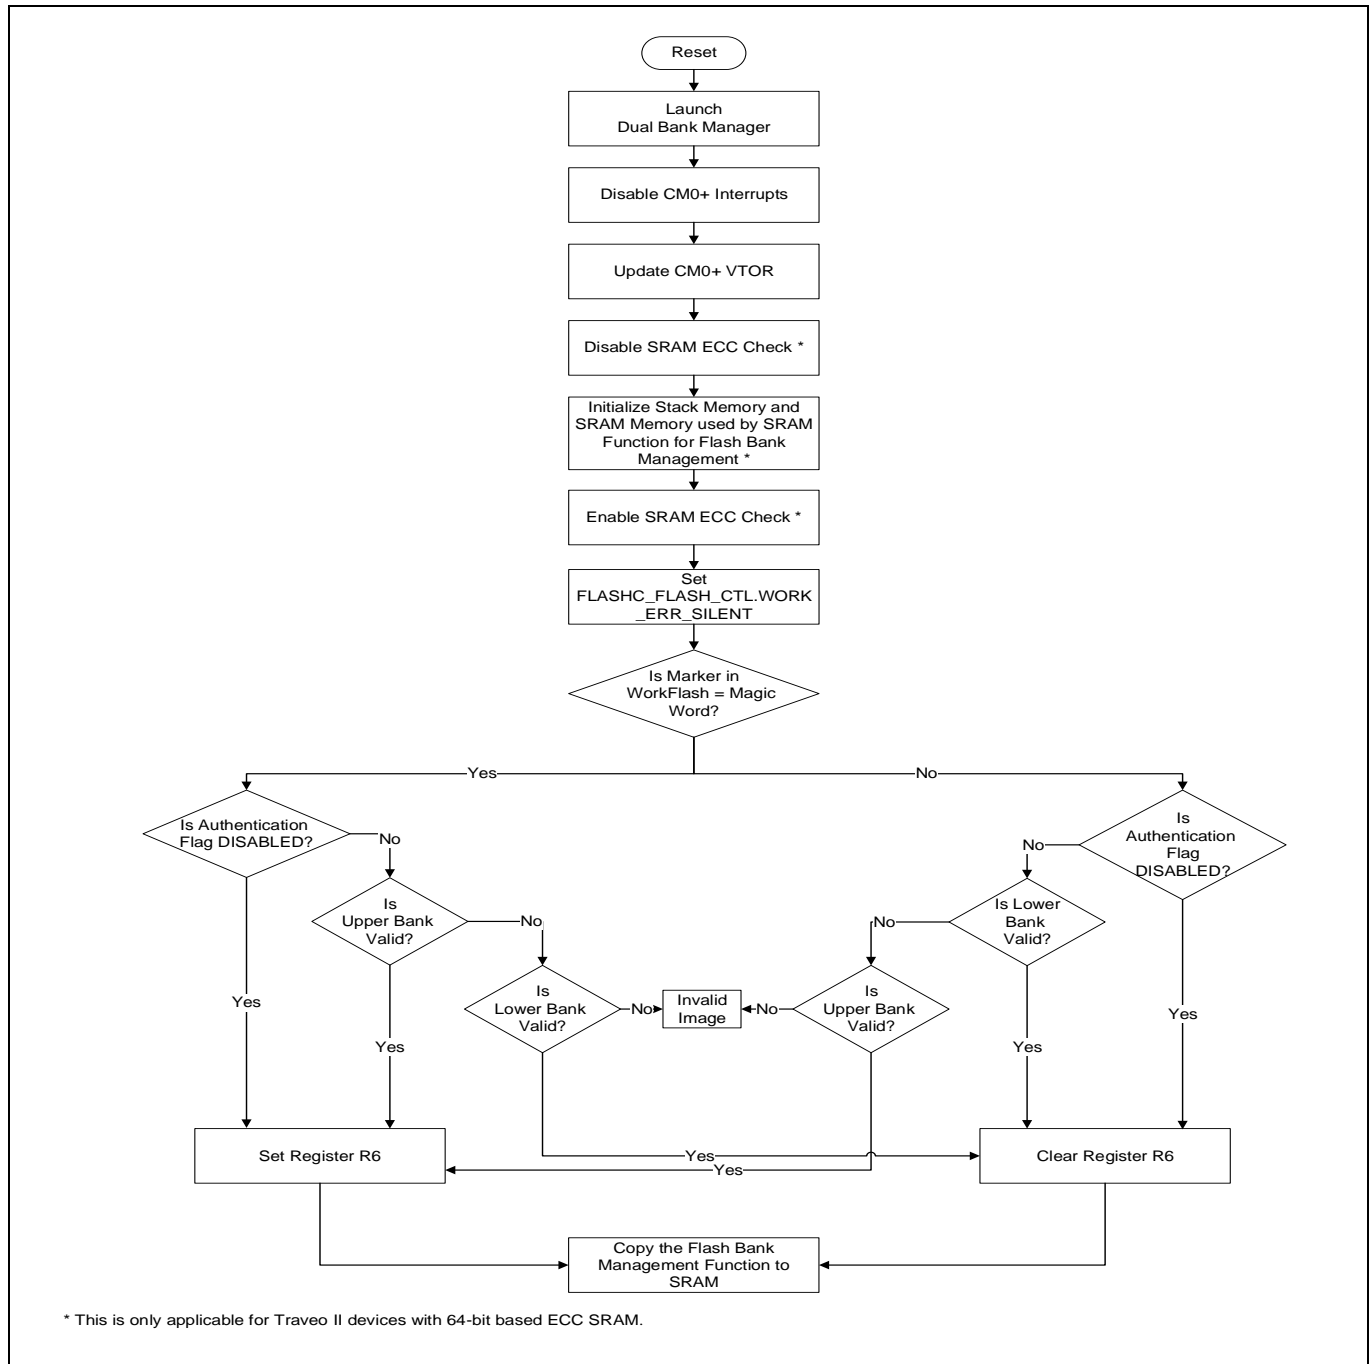 Reset
Launch
Dual Bank Manager
Disable CM0+ Interrupts
Update CM0+ VTOR
Disable SRAM ECC Check *
Initialize Stack Memory and
SRAM Memory used by SRAM
Function for Flash Bank
Management *
Enable SRAM ECC Check *
Set
FLASHC_FLASH_CTL.WORK
_ERR_SILENT
Is Marker in
WorkFlash = Magic
Word?
Yes
No
Is Authentication
Flag DISABLED?
No
Is
Authentication
Flag
DISABLED?
No
Is
Upper Bank
Valid?
No
Is Lower
Bank
Valid?
No
Is
Lower Bank
Valid?
No
Invalid
Image
No
Is
Upper Bank
Valid?
Yes
Yes
Yes
Yes
Set Register R6
Yes
Yes
Clear Register R6
Copy the Flash Bank
Management Function to
SRAM
* This is only applicable for Traveo II devices with 64-bit based ECC SRAM.